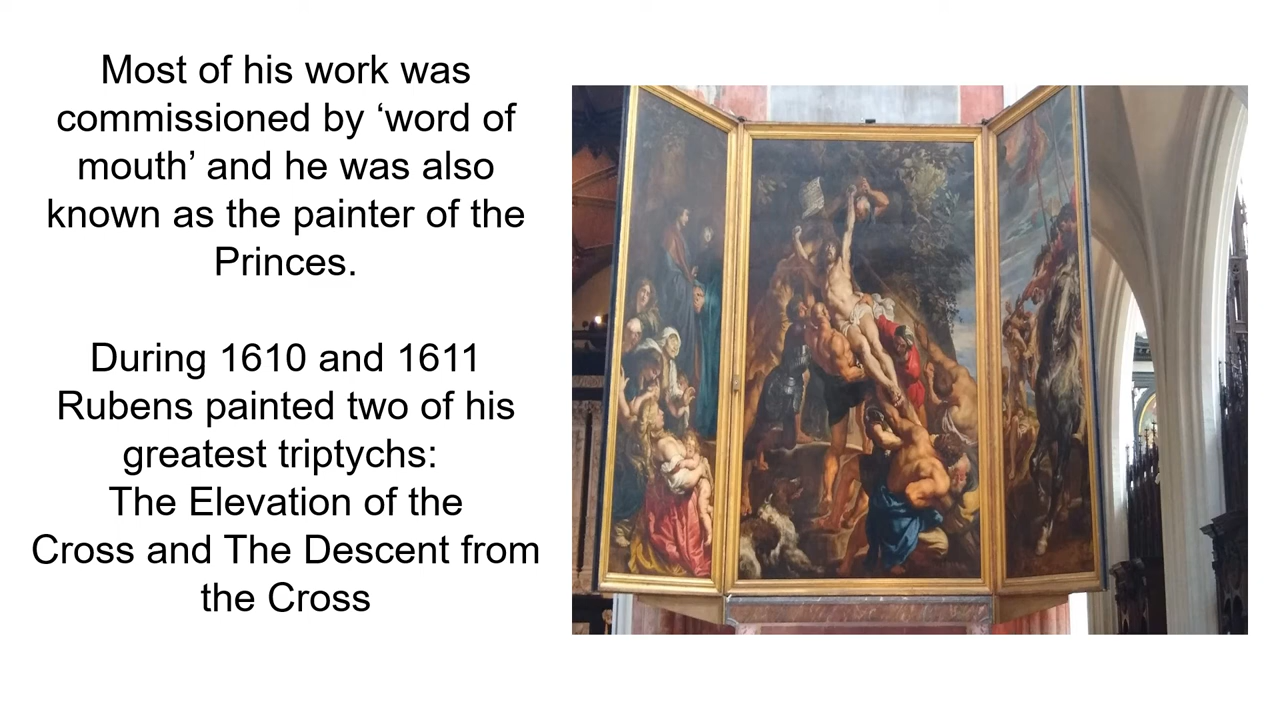 Most of his work was
commissioned by ‘word of
mouth’ and he was also
known as the painter of the
Princes.
During 1610 and 1611
Rubens painted two of his
greatest triptychs:
The Elevation of the
Cross and The Descent from
the Cross